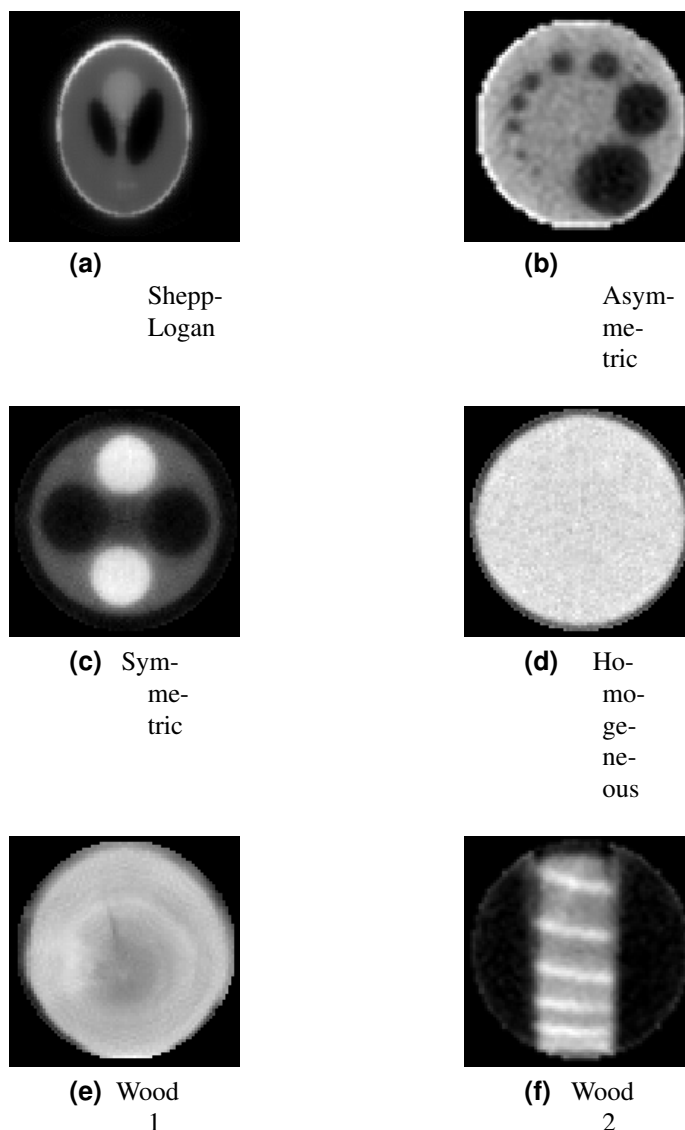 (a)
Shepp-
Logan
(b)
Asym-
me-
tric
(c) Sym-
me-
tric
(d) Ho-
mo-
ge-
ne-
ous
(e) Wood
1
(f) Wood
2